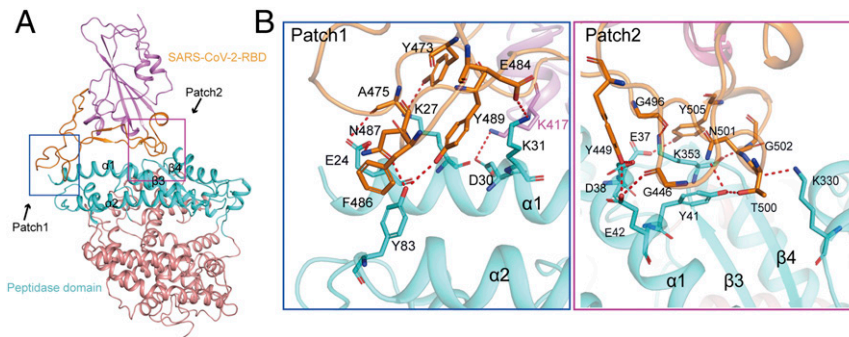 A
SARS-CoV-2-RBD
Patch2
α1
β4
β3
α2
Patch1
Peptidase domain
B
Patch1
Y473
E484
A475
K27
Y489
N487
K417
E24
K31
F486
D30
α1
Y83
α2
Patch2
G496
Y505
Y449
E37
N501
K353
G502
D38
K330
G446
T500
Y41
E42
α1
β3
β4